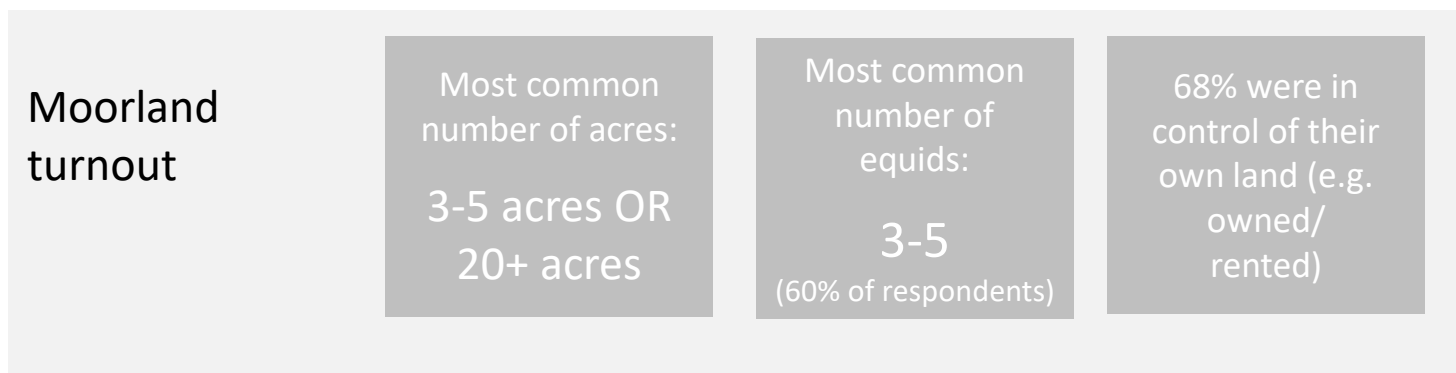 Moorland
turnout
Most common
number of acres:
3-5 acres OR
20+ acres
Most common
number of
equids:
3-5
(60% of respondents)
68% were in
control of their
own land (e.g.
owned/
rented)